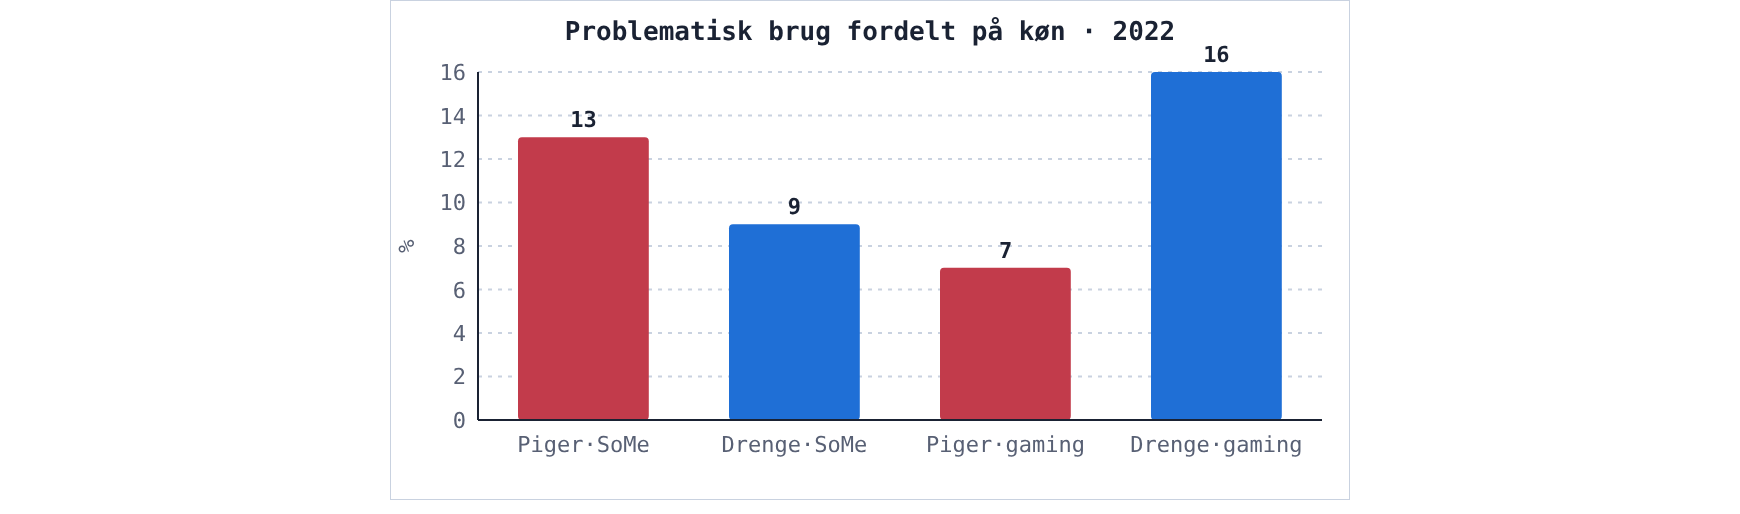 Problematisk brug fordelt på køn · 2022
16
16
14
13
12
10
9
%
8
7
6
4
2
0
Piger·SoMe
Drenge·SoMe
Piger·gaming
Drenge·gaming